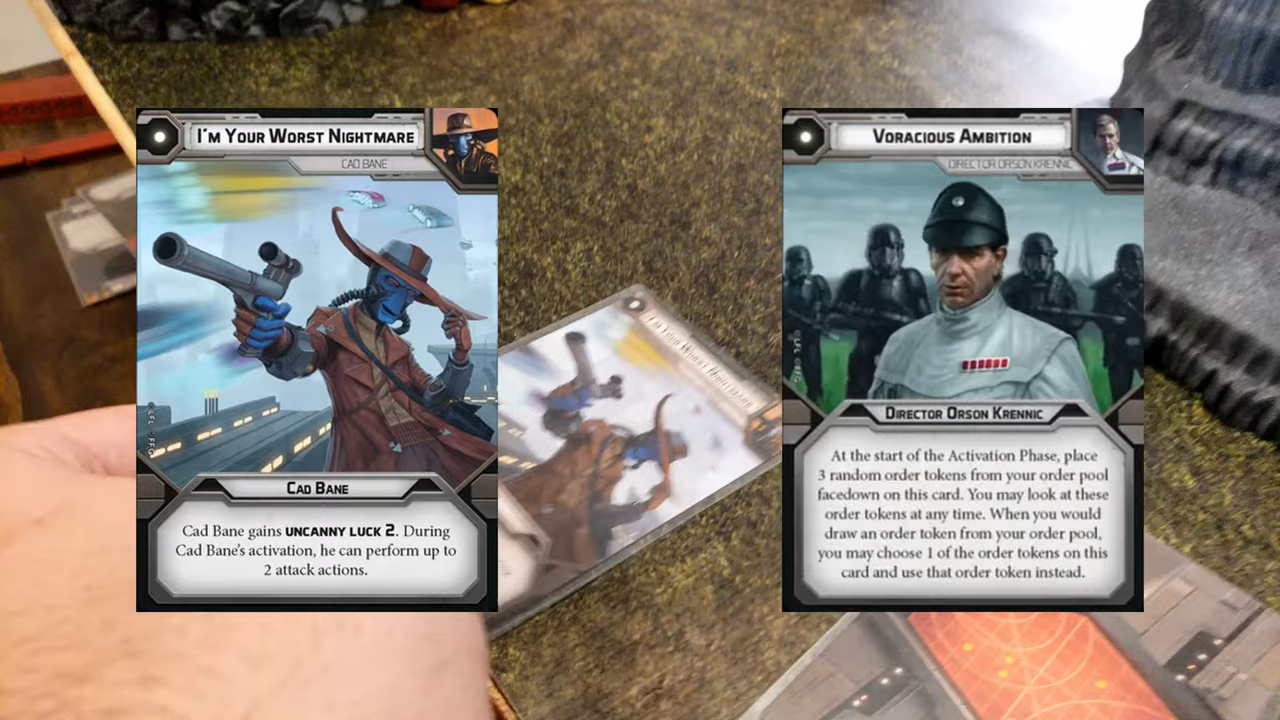 I'm Your Worst Nightmare
CAD BANE
Cad Bane
Cad Bane gains UNCANNY LUCK 2. During
Cad Bane's activation, he can perform up to
2 attack actions.
I'm Your Worst Nightmare
Voracious Ambition
DIRECTOR ORSON KRENNIC
Director Orson Krennic
At the start of the Activation Phase, place
3 random order tokens from your order pool
facedown on this card. You may look at these
order tokens at any time. When you would
draw an order token from your order pool,
you may choose 1 of the order tokens on this
card and use that order token instead.